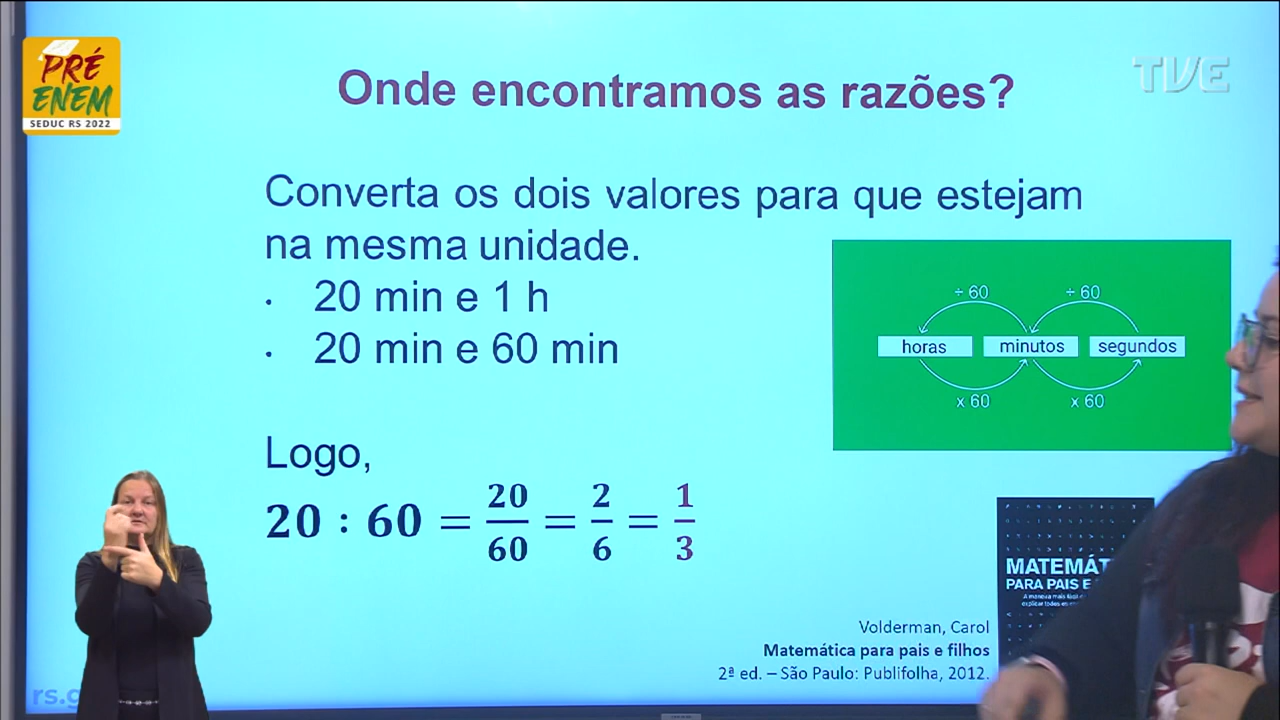 PRÉ
ENEM
SEDUC RS 2022
TVE
Onde encontramos as razões?
Converta os dois valores para que estejam
na mesma unidade.
• 20 min e 1 h
• 20 min e 60 min
÷ 60 ÷ 60
horas minutos segundos
x 60 x 60
Logo,
20 : 60 = 20/60 = 2/6 = 1/3
MATEMÁT
PARA PAIS E
Volderman, Carol
Matemática para pais e filhos
2ª ed. – São Paulo: Publifolha, 2012.
rs.g